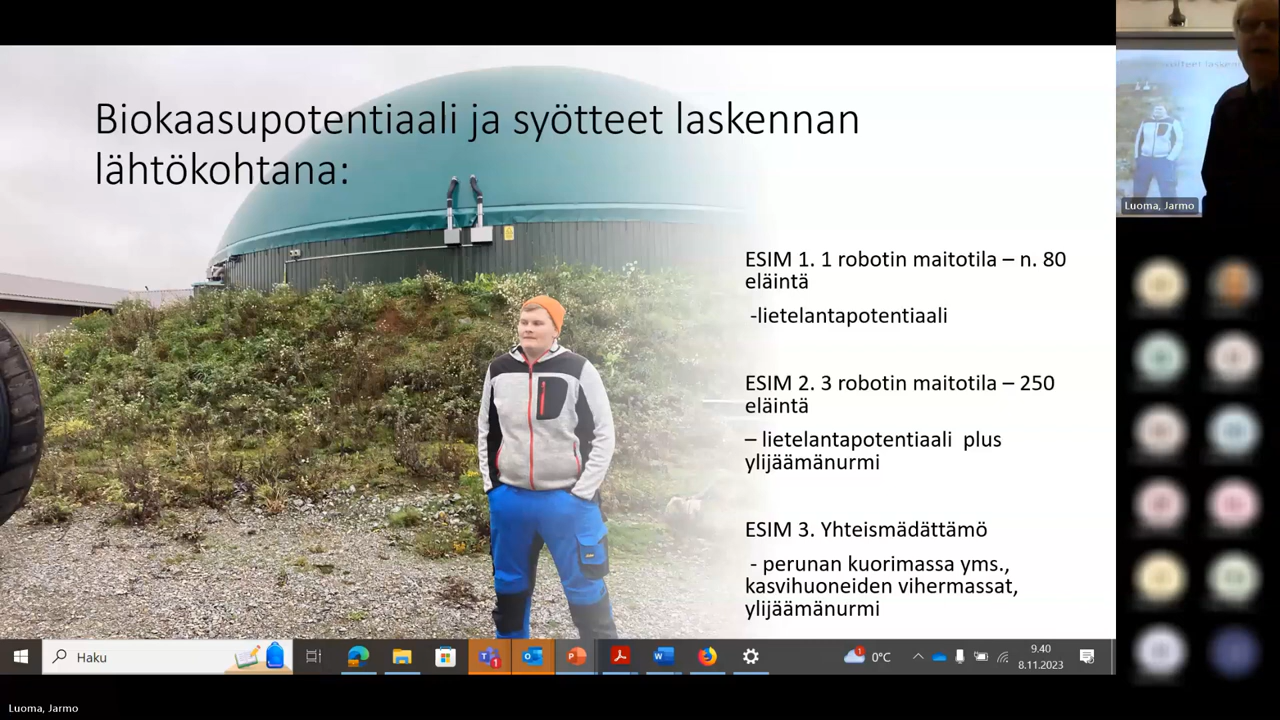 Biokaasupotentiaali ja syötteet laskennan
lähtökohtana:
ESIM 1. 1 robotin maitotila – n. 80
eläintä
-lietelantapotentiaali
ESIM 2. 3 robotin maitotila – 250
eläintä
– lietelantapotentiaali plus
ylijäämänurmi
ESIM 3. Yhteismädättämö
- perunan kuorimassa yms.,
kasvihuoneiden vihermassat,
ylijäämänurmi
Luoma, Jarmo
Haku
1
1
0°C
9.40
8.11.2023
Luoma, Jarmo